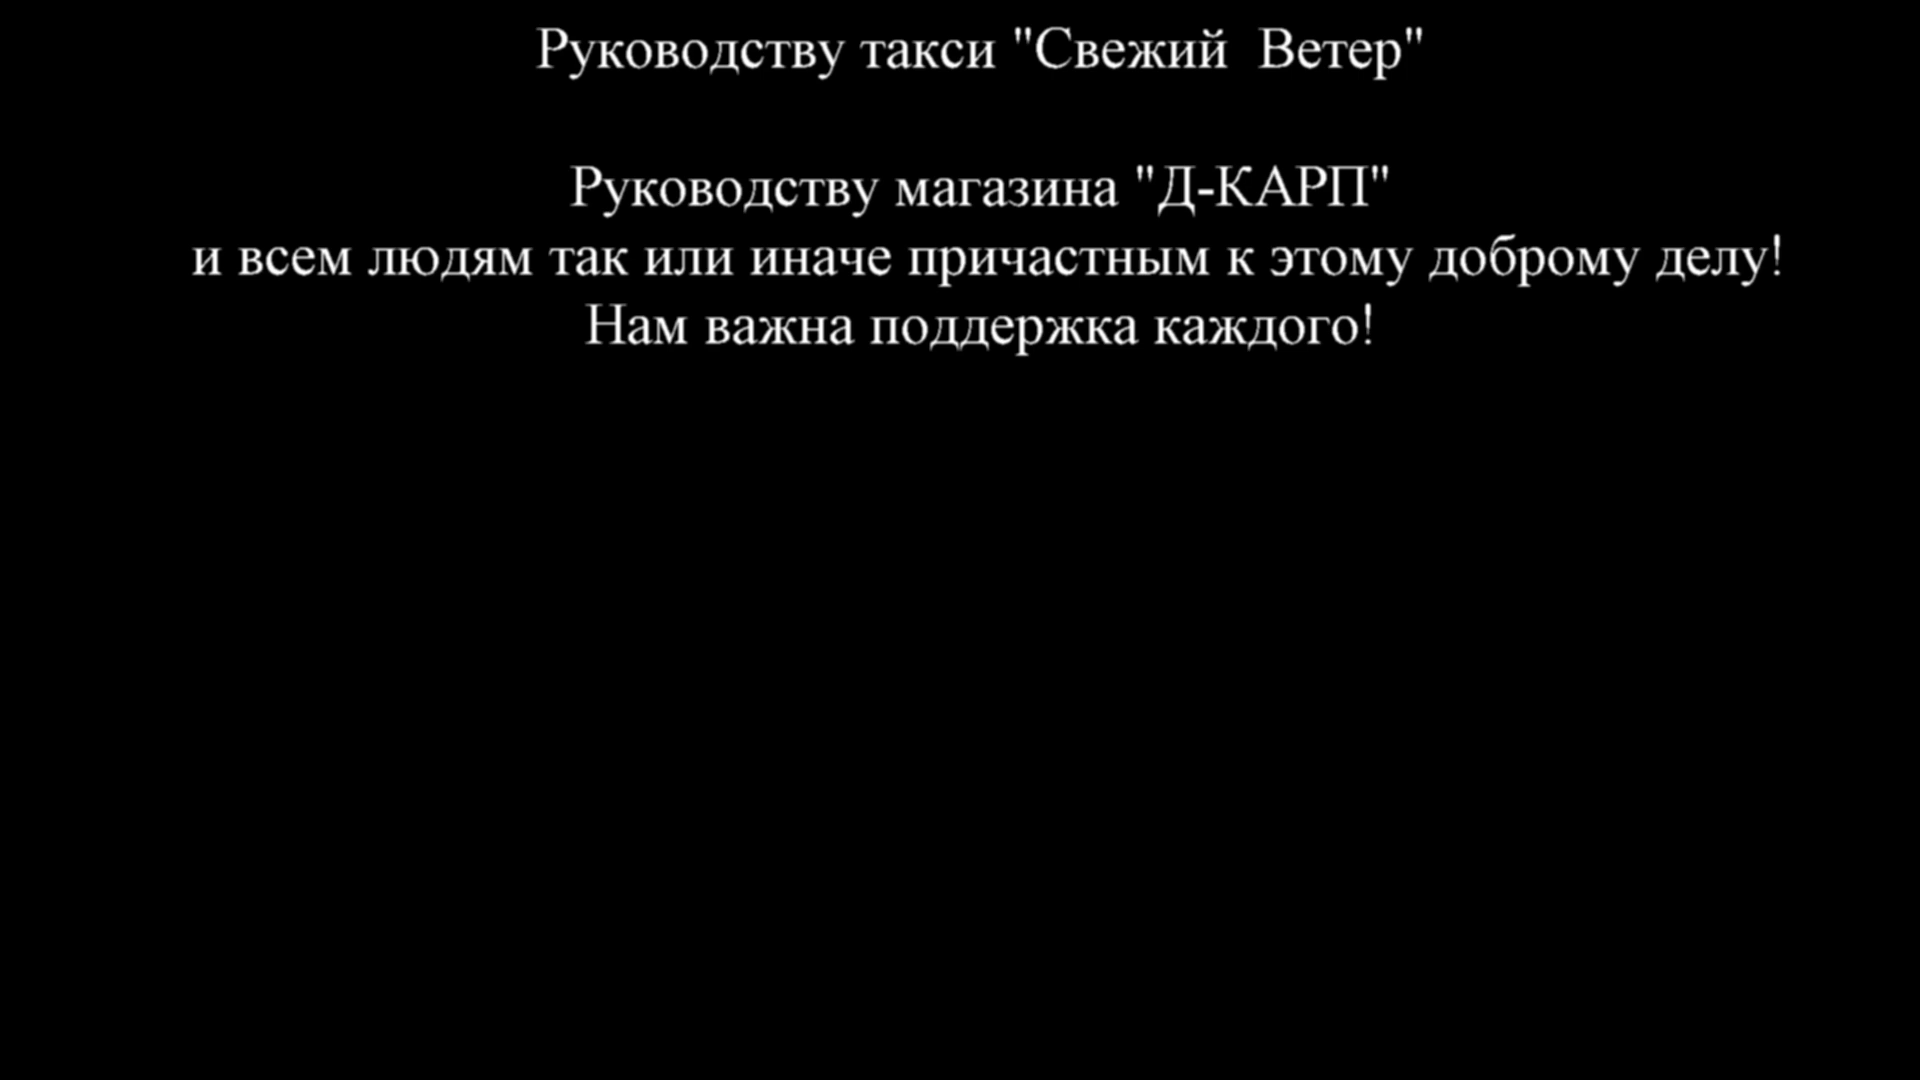 Руководству такси "Свежий  Ветер"
Руководству магазина "Д-КАРП"
и всем людям так или иначе причастным к этому доброму делу!
Нам важна поддержка каждого!